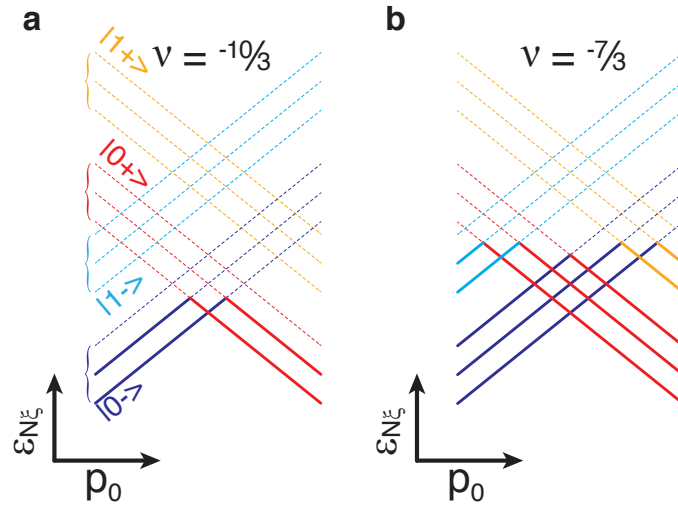 a
ν = -10/3
|1+>
|0+>
|1->
|0->
εNξ
p0
b
ν = -7/3
εNξ
p0